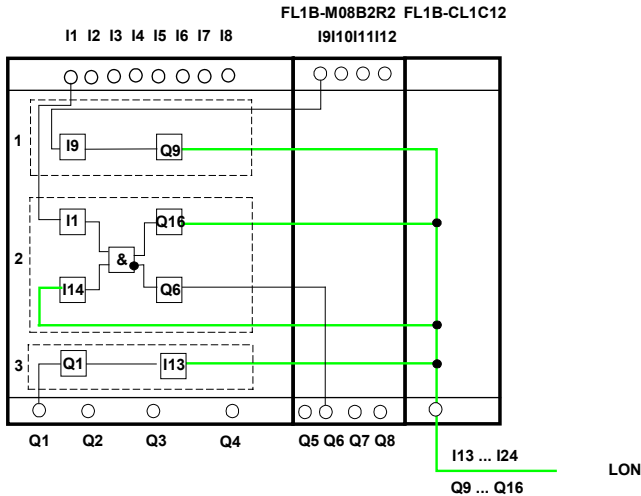 FL1B-M08B2R2 FL1B-CL1C12
I1 I2 I3 I4 I5 I6 I7 I8 I9I10I11I12
1 I9 Q9
I1 Q16
2 &
I14 Q6
3 Q1 I13
Q1 Q2 Q3 Q4 Q5 Q6 Q7 Q8
I13 ... I24
LON
Q9 ... Q16